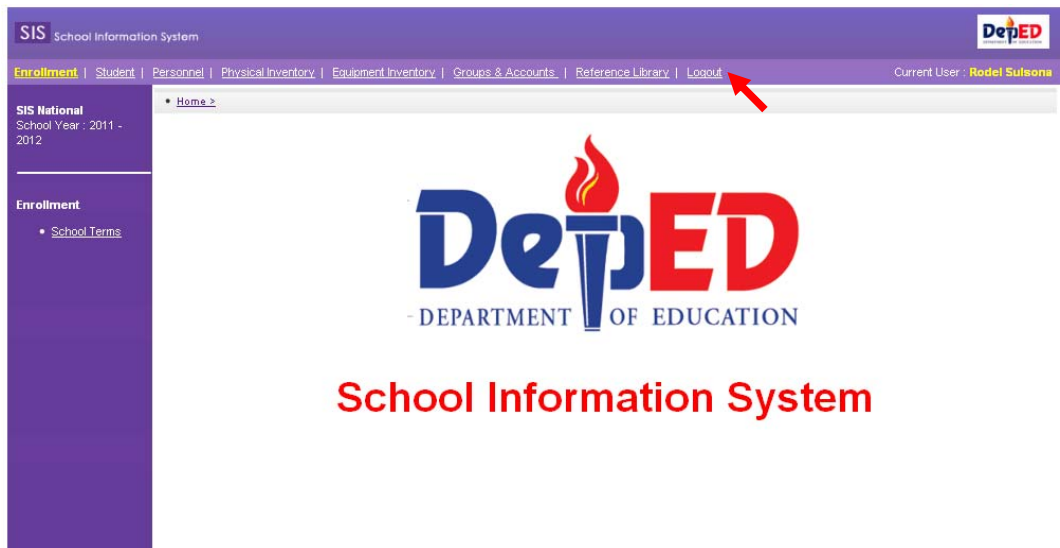 SIS School Information System
DepED
DEPARTMENT OF EDUCATION
Enrollment | Student | Personnel | Physical Inventory | Equipment Inventory | Groups & Accounts | Reference Library | Logout
Current User : Rodel Sulsona
SIS National
School Year : 2011 -
2012
• Home >
Enrollment
• School Terms
DepED
DEPARTMENT OF EDUCATION
School Information System